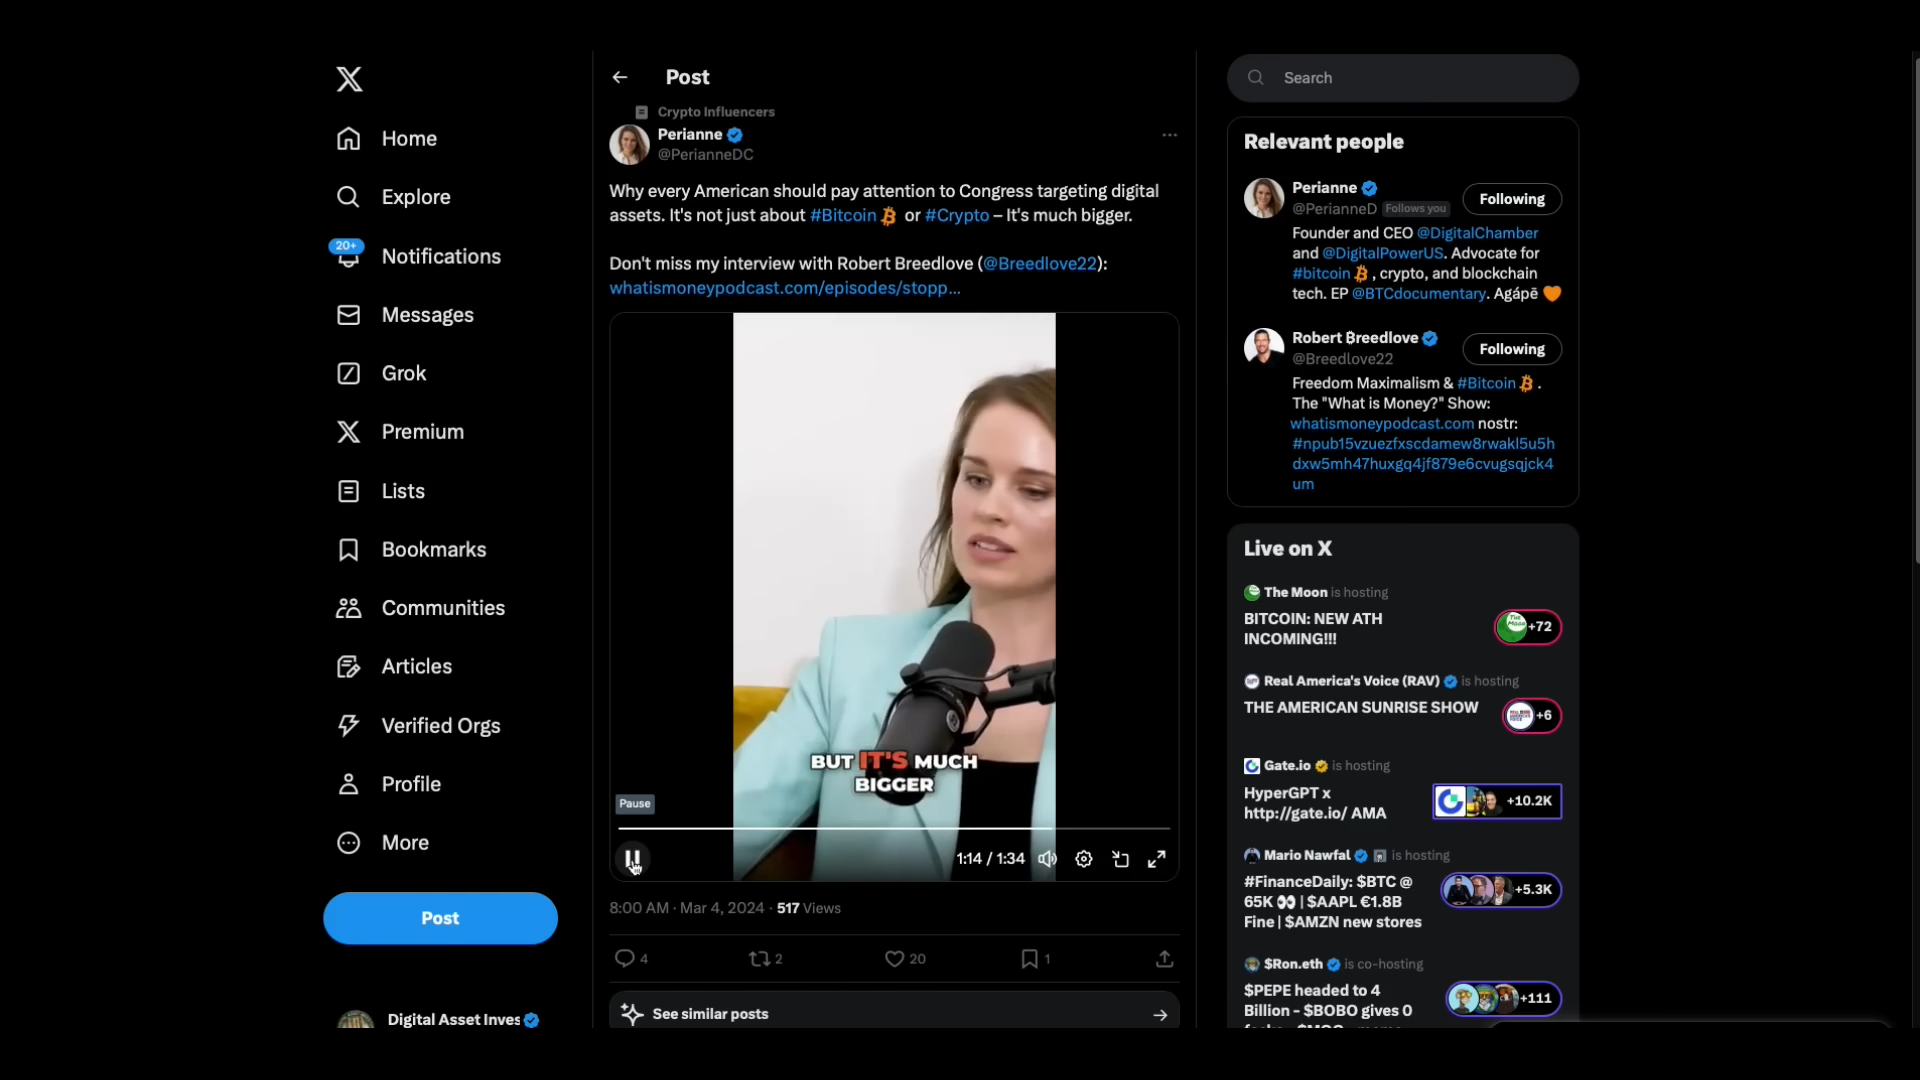 Home
Explore
20+
Notifications
Messages
Grok
Premium
Lists
Bookmarks
Communities
Articles
Verified Orgs
Profile
More
Post
Digital Asset Inves
Post
Crypto Influencers
Perianne
@PerianneDC
Why every American should pay attention to Congress targeting digital
assets. It's not just about #Bitcoin or #Crypto – It's much bigger.
Don't miss my interview with Robert Breedlove (@Breedlove22):
whatismoneypodcast.com/episodes/stopp...
BUT IT'S MUCH
BIGGER
Pause
1:14 / 1:34
8:00 AM · Mar 4, 2024 · 517 Views
4 2 20 1
See similar posts
Search
Relevant people
Perianne
@PerianneD Follows you
Following
Founder and CEO @DigitalChamber
and @DigitalPowerUS. Advocate for
#bitcoin , crypto, and blockchain
tech. EP @BTCdocumentary. Agápē 🧡
Robert ₿reedlove
@Breedlove22
Following
Freedom Maximalism & #Bitcoin .
The "What is Money?" Show:
whatismoneypodcast.com nostr:
#npub15vzuezfxscdamew8rwakl5u5h
dxw5mh47huxgq4jf879e6cvugsqjck4
um
Live on X
The Moon is hosting
BITCOIN: NEW ATH
INCOMING!!!
+72
Real America's Voice (RAV) is hosting
THE AMERICAN SUNRISE SHOW
+6
Gate.io is hosting
HyperGPT x
http://gate.io/ AMA
+10.2K
Mario Nawfal is hosting
#FinanceDaily: $BTC @
65K 👀 | $AAPL €1.8B
Fine | $AMZN new stores
+5.3K
$Ron.eth is co-hosting
$PEPE headed to 4
Billion - $BOBO gives 0
+111